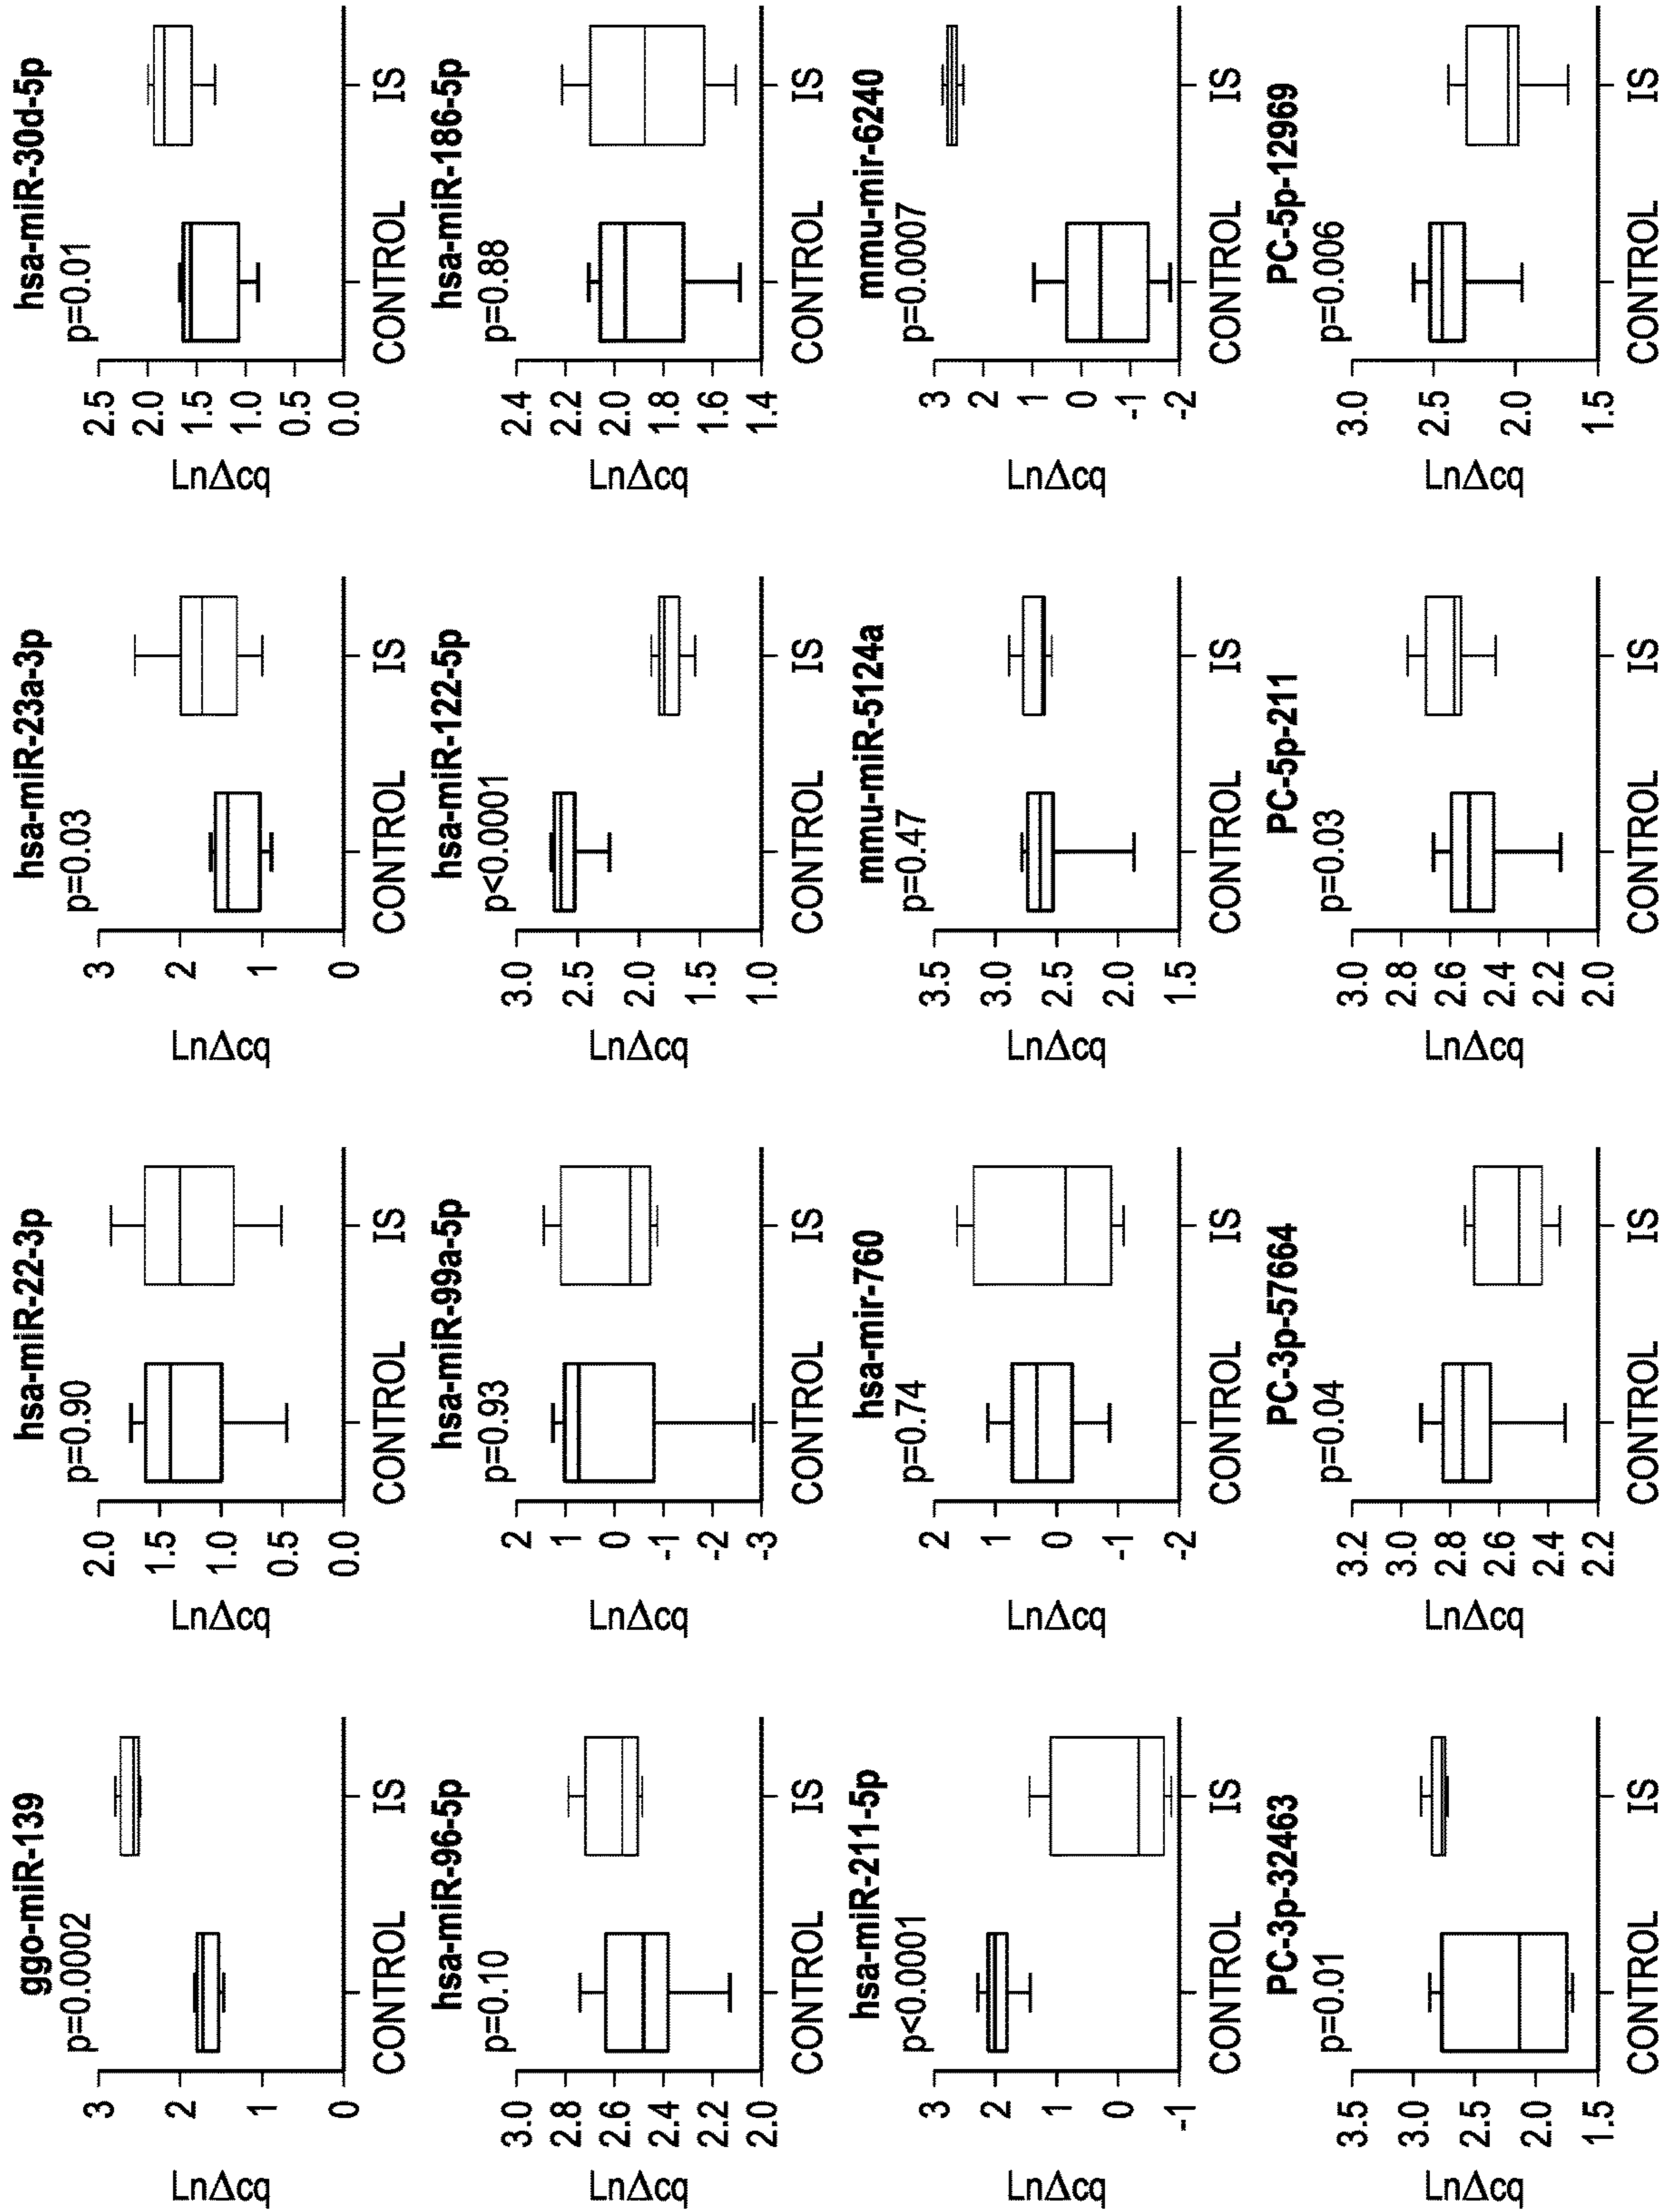 ggo-miR-139
p=0.0002
LnΔcq
3
2
1
0
CONTROL
IS
hsa-miR-22-3p
p=0.90
LnΔcq
2.0
1.5
1.0
0.5
0.0
CONTROL
IS
hsa-miR-23a-3p
p=0.03
LnΔcq
3
2
1
0
CONTROL
IS
hsa-miR-30d-5p
p=0.01
LnΔcq
2.5
2.0
1.5
1.0
0.5
0.0
CONTROL
IS
hsa-miR-96-5p
p=0.10
LnΔcq
3.0
2.8
2.6
2.4
2.2
2.0
CONTROL
IS
hsa-miR-99a-5p
p=0.93
LnΔcq
2
1
0
-1
-2
-3
CONTROL
IS
hsa-miR-122-5p
p<0.0001
LnΔcq
3.0
2.5
2.0
1.5
1.0
CONTROL
IS
hsa-miR-186-5p
p=0.88
LnΔcq
2.4
2.2
2.0
1.8
1.6
1.4
CONTROL
IS
hsa-miR-211-5p
p<0.0001
LnΔcq
3
2
1
0
-1
CONTROL
IS
hsa-mir-760
p=0.74
LnΔcq
2
1
0
-1
-2
CONTROL
IS
mmu-miR-5124a
p=0.47
LnΔcq
3.5
3.0
2.5
2.0
1.5
CONTROL
IS
mmu-mir-6240
p=0.0007
LnΔcq
3
2
1
0
-1
-2
CONTROL
IS
PC-3p-32463
p=0.01
LnΔcq
3.5
3.0
2.5
2.0
1.5
CONTROL
IS
PC-3p-57664
p=0.04
LnΔcq
3.2
3.0
2.8
2.6
2.4
2.2
CONTROL
IS
PC-5p-211
p=0.03
LnΔcq
3.0
2.8
2.6
2.4
2.2
2.0
CONTROL
IS
PC-5p-12969
p=0.006
LnΔcq
3.0
2.5
2.0
1.5
CONTROL
IS